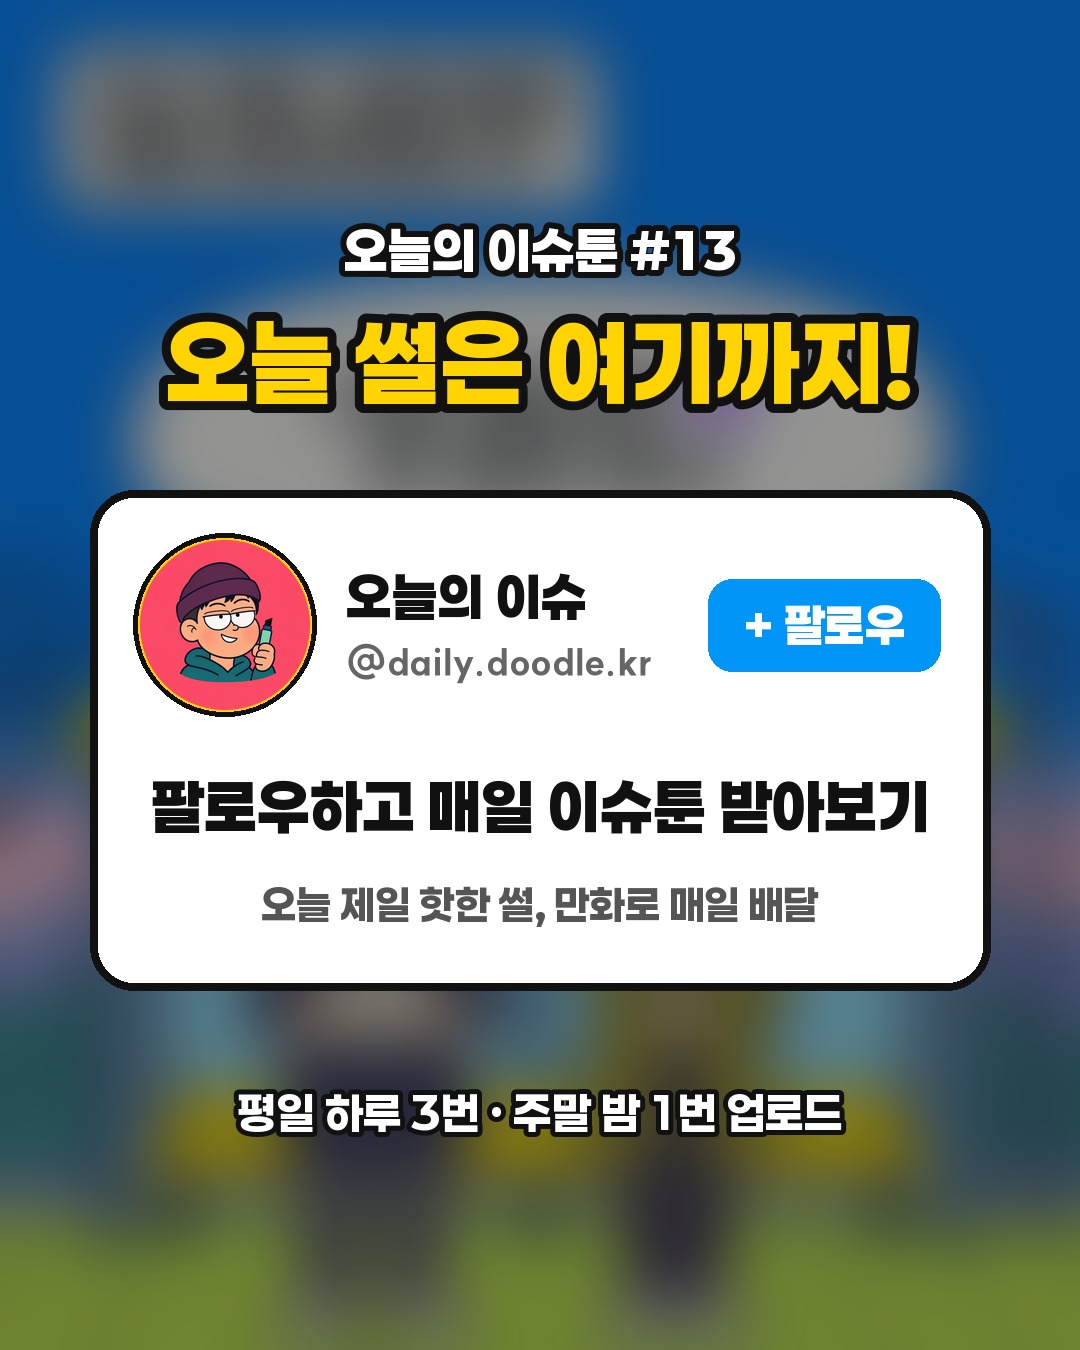 오늘의 이슈툰 #13
오늘 썰은 여기까지!
오늘의 이슈
@daily.doodle.kr
+ 팔로우
팔로우하고 매일 이슈툰 받아보기
오늘 제일 핫한 썰, 만화로 매일 배달
평일 하루 3번 · 주말 밤 1번 업로드